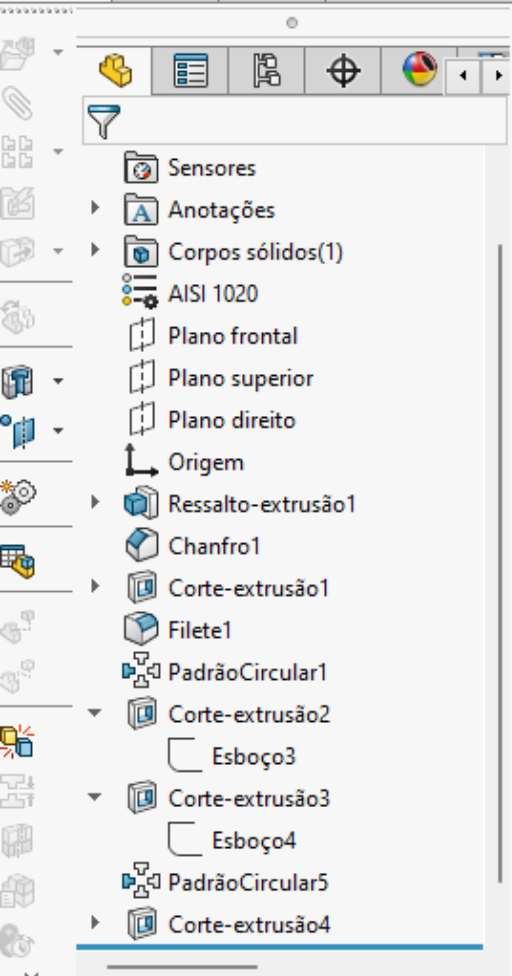 Sensores
Anotações
Corpos sólidos(1)
AISI 1020
Plano frontal
Plano superior
Plano direito
Origem
Ressalto-extrusão1
Chanfro1
Corte-extrusão1
Filete1
PadrãoCircular1
Corte-extrusão2
Esboço3
Corte-extrusão3
Esboço4
PadrãoCircular5
Corte-extrusão4